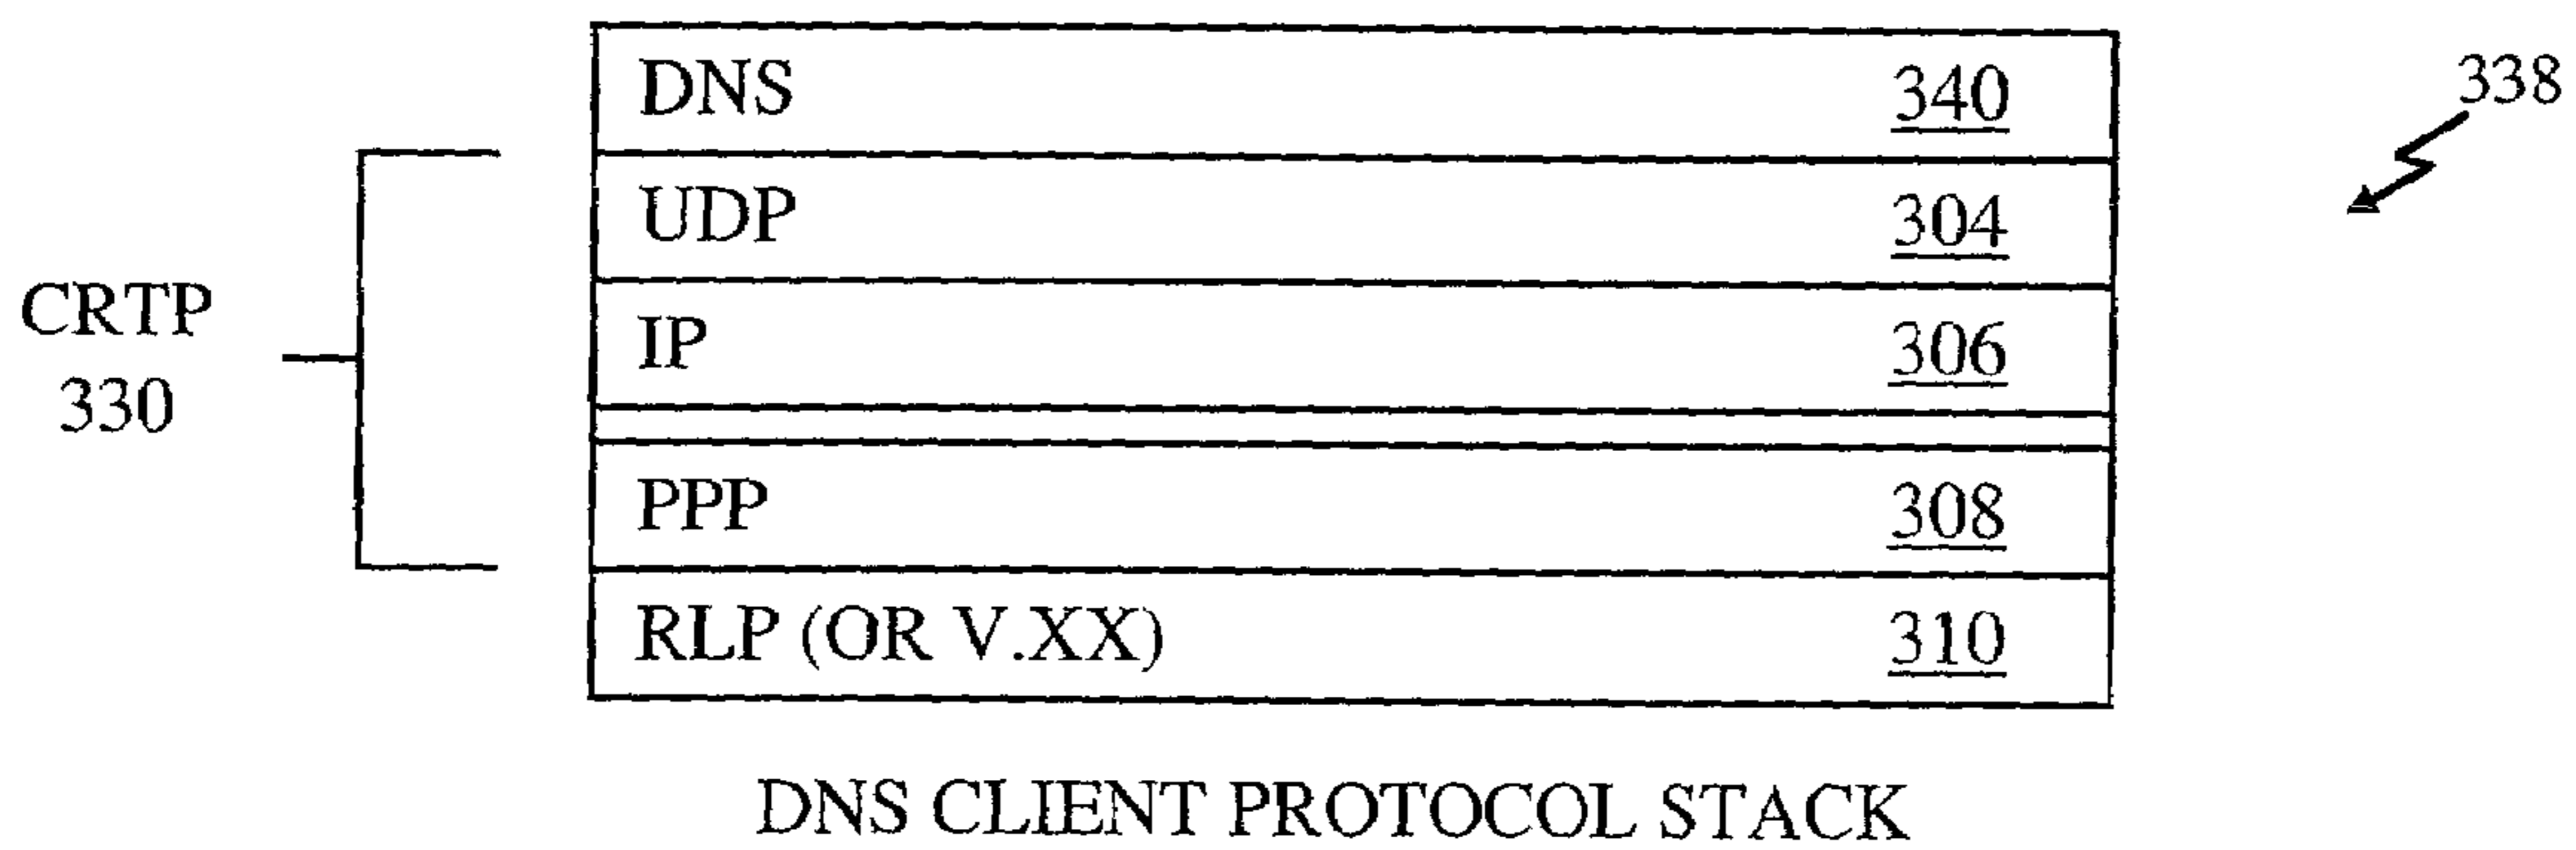 DNS 340
338
UDP 304
CRTP
330
IP 306
PPP 308
RLP (OR V.XX) 310
DNS CLIENT PROTOCOL STACK